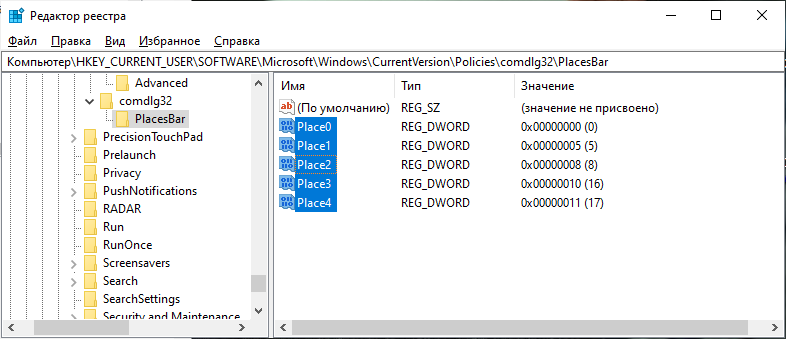 Редактор реестра
Файл Правка Вид Избранное Справка
Компьютер\HKEY_CURRENT_USER\SOFTWARE\Microsoft\Windows\CurrentVersion\Policies\comdlg32\PlacesBar
Advanced
comdlg32
PlacesBar
PrecisionTouchPad
Prelaunch
Privacy
PushNotifications
RADAR
Run
RunOnce
Screensavers
Search
SearchSettings
Security and Maintenance
Имя Тип Значение
ab (По умолчанию) REG_SZ (значение не присвоено)
Place0 REG_DWORD 0x00000000 (0)
Place1 REG_DWORD 0x00000005 (5)
Place2 REG_DWORD 0x00000008 (8)
Place3 REG_DWORD 0x00000010 (16)
Place4 REG_DWORD 0x00000011 (17)